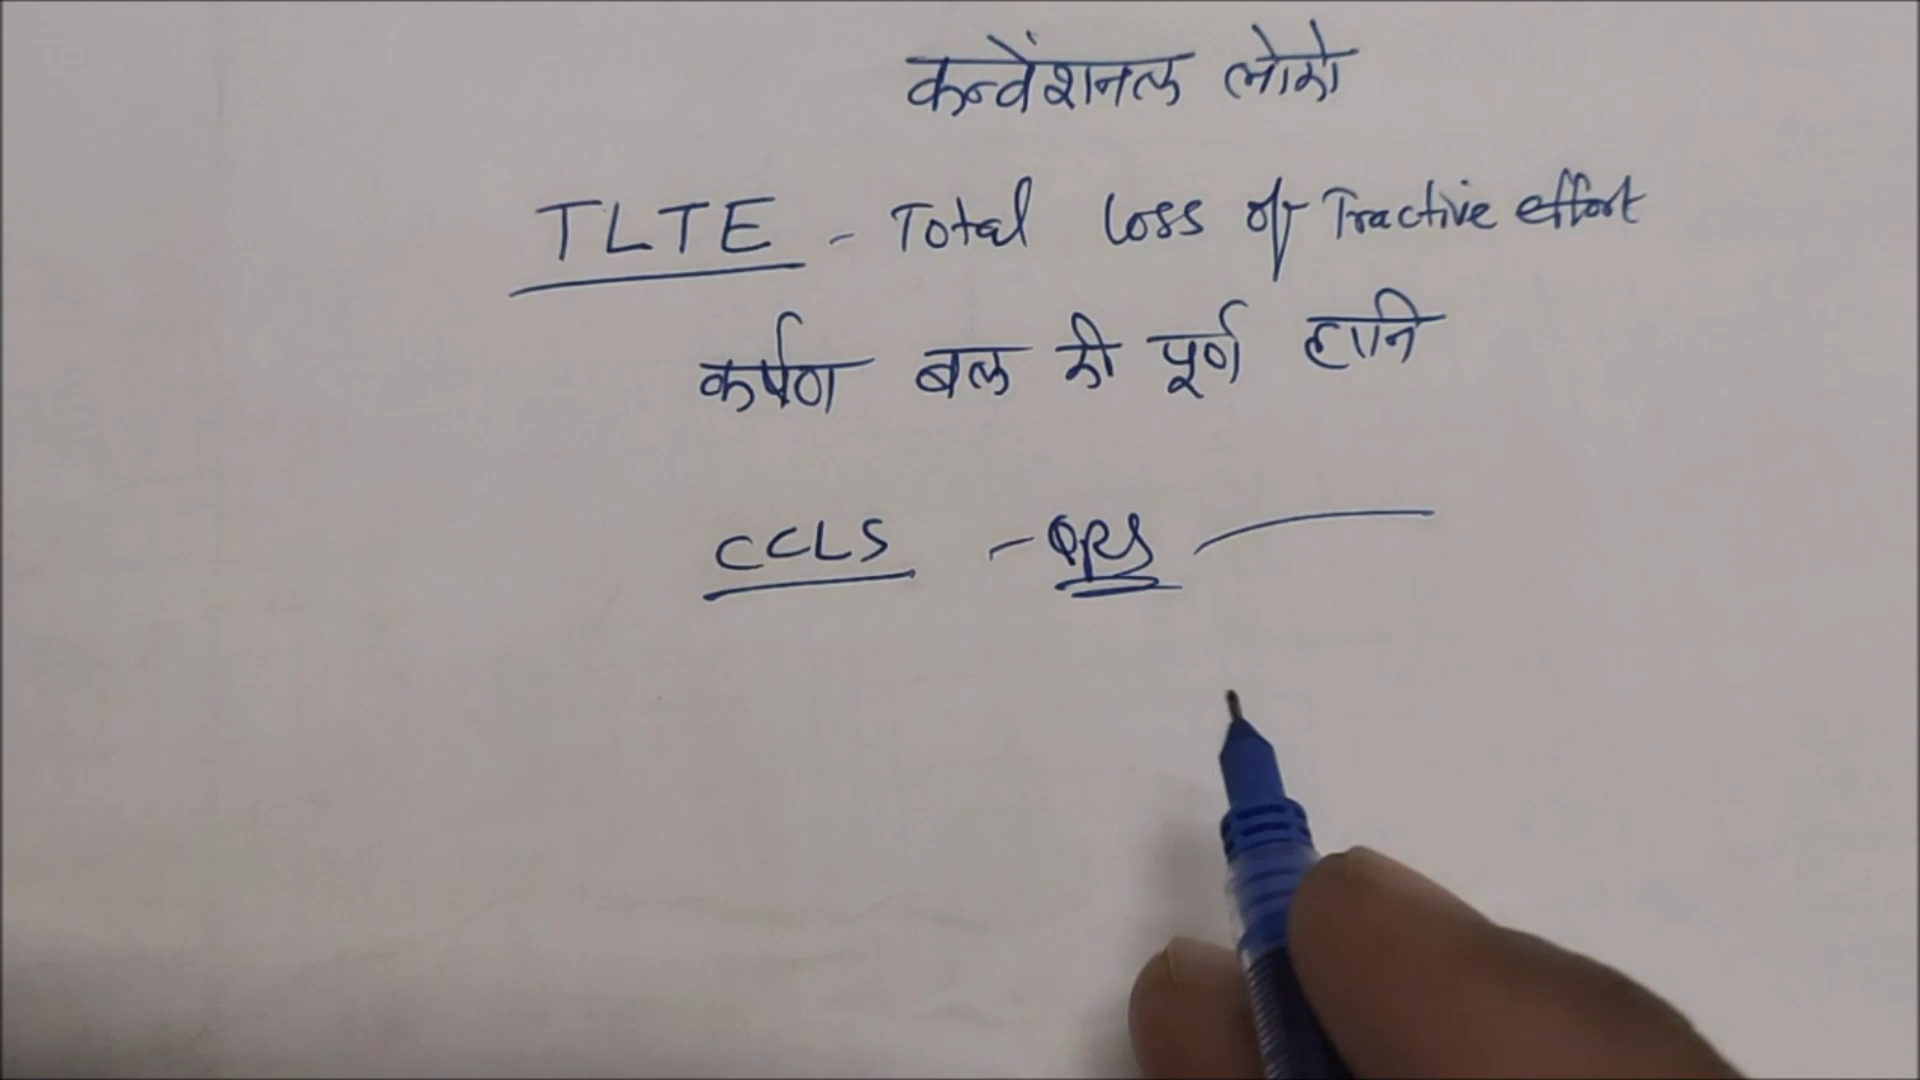 कन्वेंशनल लोको
TLTE - Total loss of Tractive effort
कर्षण बल की पूर्ण हानि
CCLS -